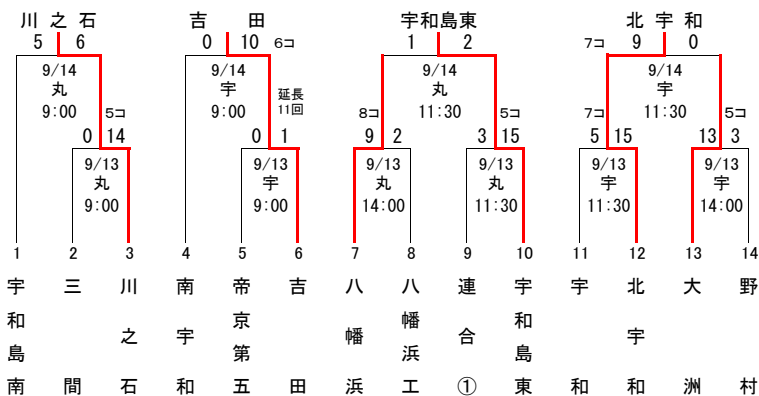 川之石 吉田 宇和島東 北宇和
5 6 0 10 6コ 1 2 7コ 9 0
9/14 9/14 9/14 9/14
丸 宇 丸 宇
9:00 9:00 11:30 11:30
延長
11回
5コ 8コ 5コ 7コ 5コ
0 14 0 1 9 2 3 15 5 15 13 3
9/13 9/13 9/13 9/13 9/13 9/13
丸 宇 丸 丸 宇 宇
9:00 9:00 14:00 11:30 11:30 14:00
1 2 3 4 5 6 7 8 9 10 11 12 13 14
宇和島南
三間
川之石
南宇和
帝京第五
吉田
八幡浜
八幡浜工
連合①
宇和島東
宇和
北宇和
大洲
野村